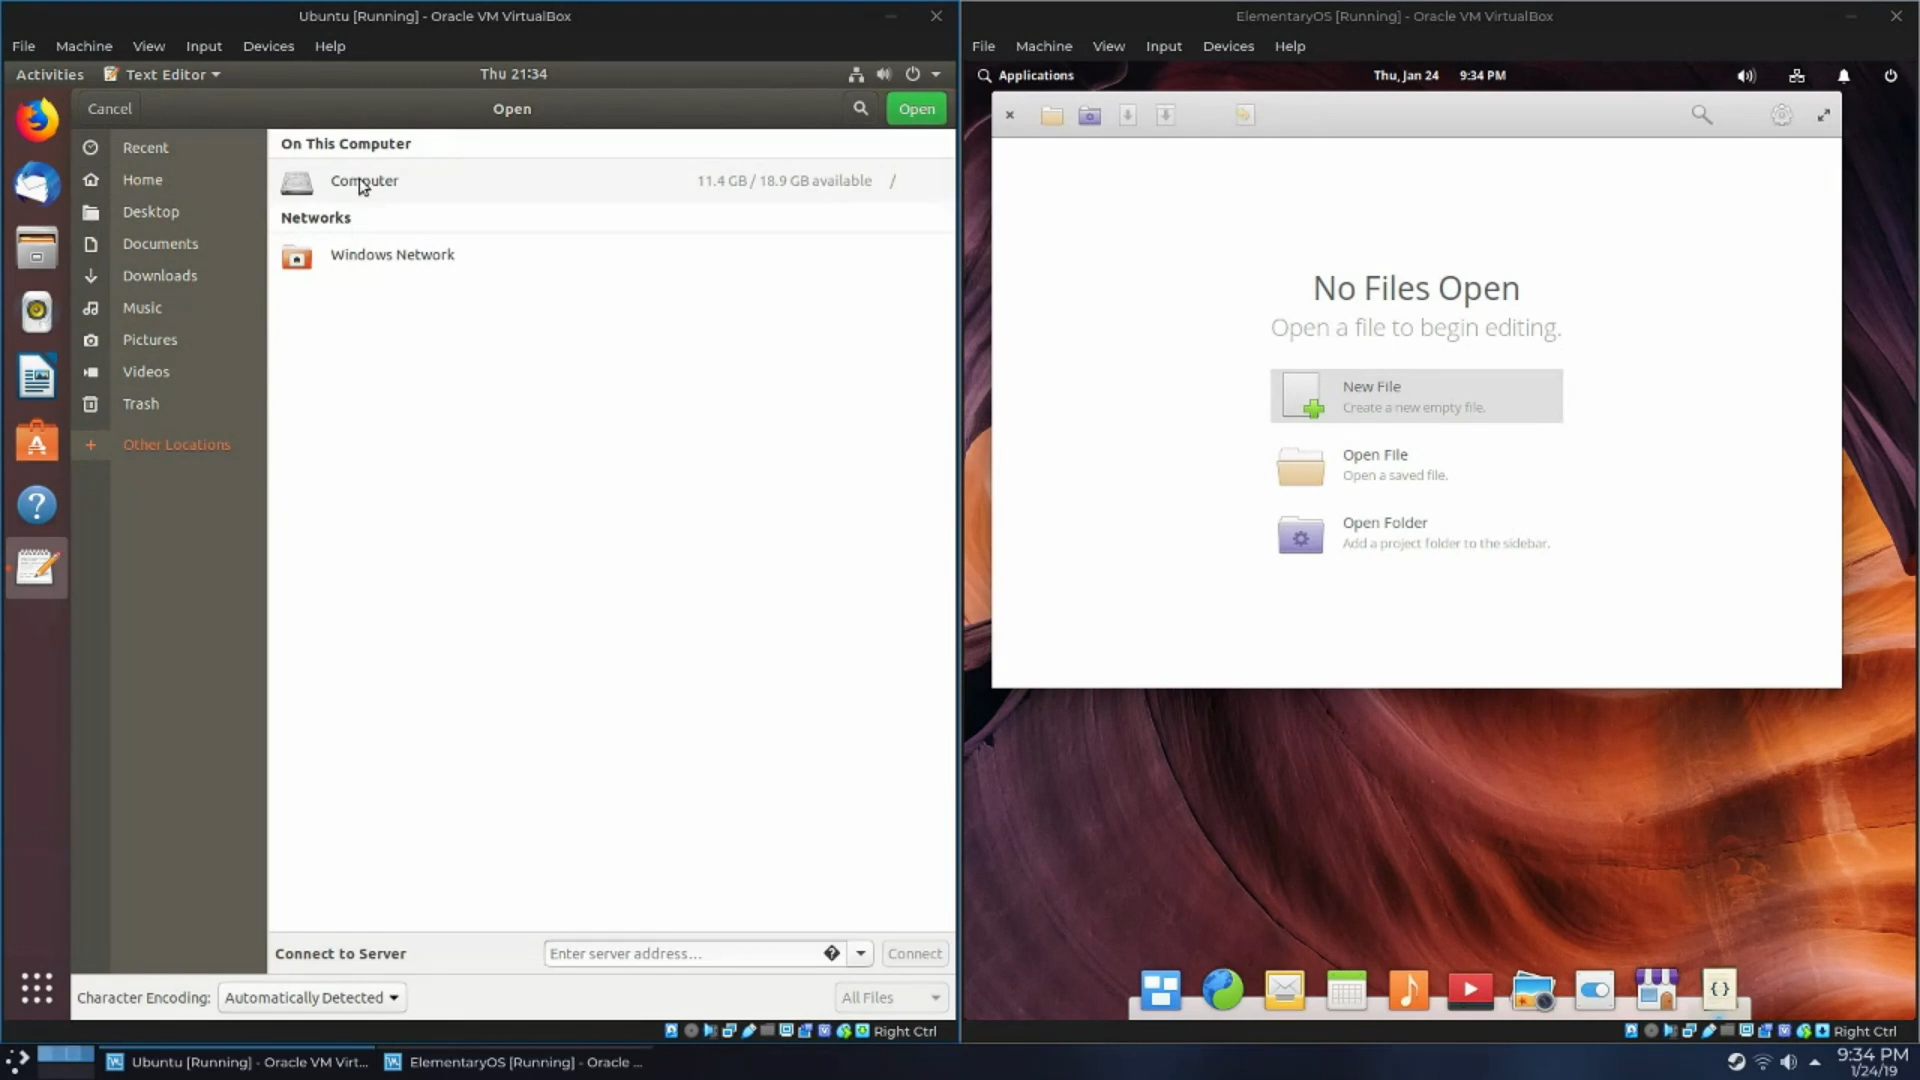 Ubuntu [Running] - Oracle VM VirtualBox
File Machine View Input Devices Help
Activities Text Editor Thu 21:34
Cancel Open Open
Recent
Home
Desktop
Documents
Downloads
Music
Pictures
Videos
Trash
Other Locations
On This Computer
Computer 11.4 GB / 18.9 GB available /
Networks
Windows Network
Connect to Server Enter server address... Connect
Character Encoding: Automatically Detected All Files
Right Ctrl
ElementaryOS [Running] - Oracle VM VirtualBox
File Machine View Input Devices Help
Applications Thu, Jan 24 9:34 PM
No Files Open
Open a file to begin editing.
New File
Create a new empty file.
Open File
Open a saved file.
Open Folder
Add a project folder to the sidebar.
Right Ctrl
Ubuntu [Running] - Oracle VM Virt... ElementaryOS [Running] - Oracle ...
9:34 PM
1/24/19